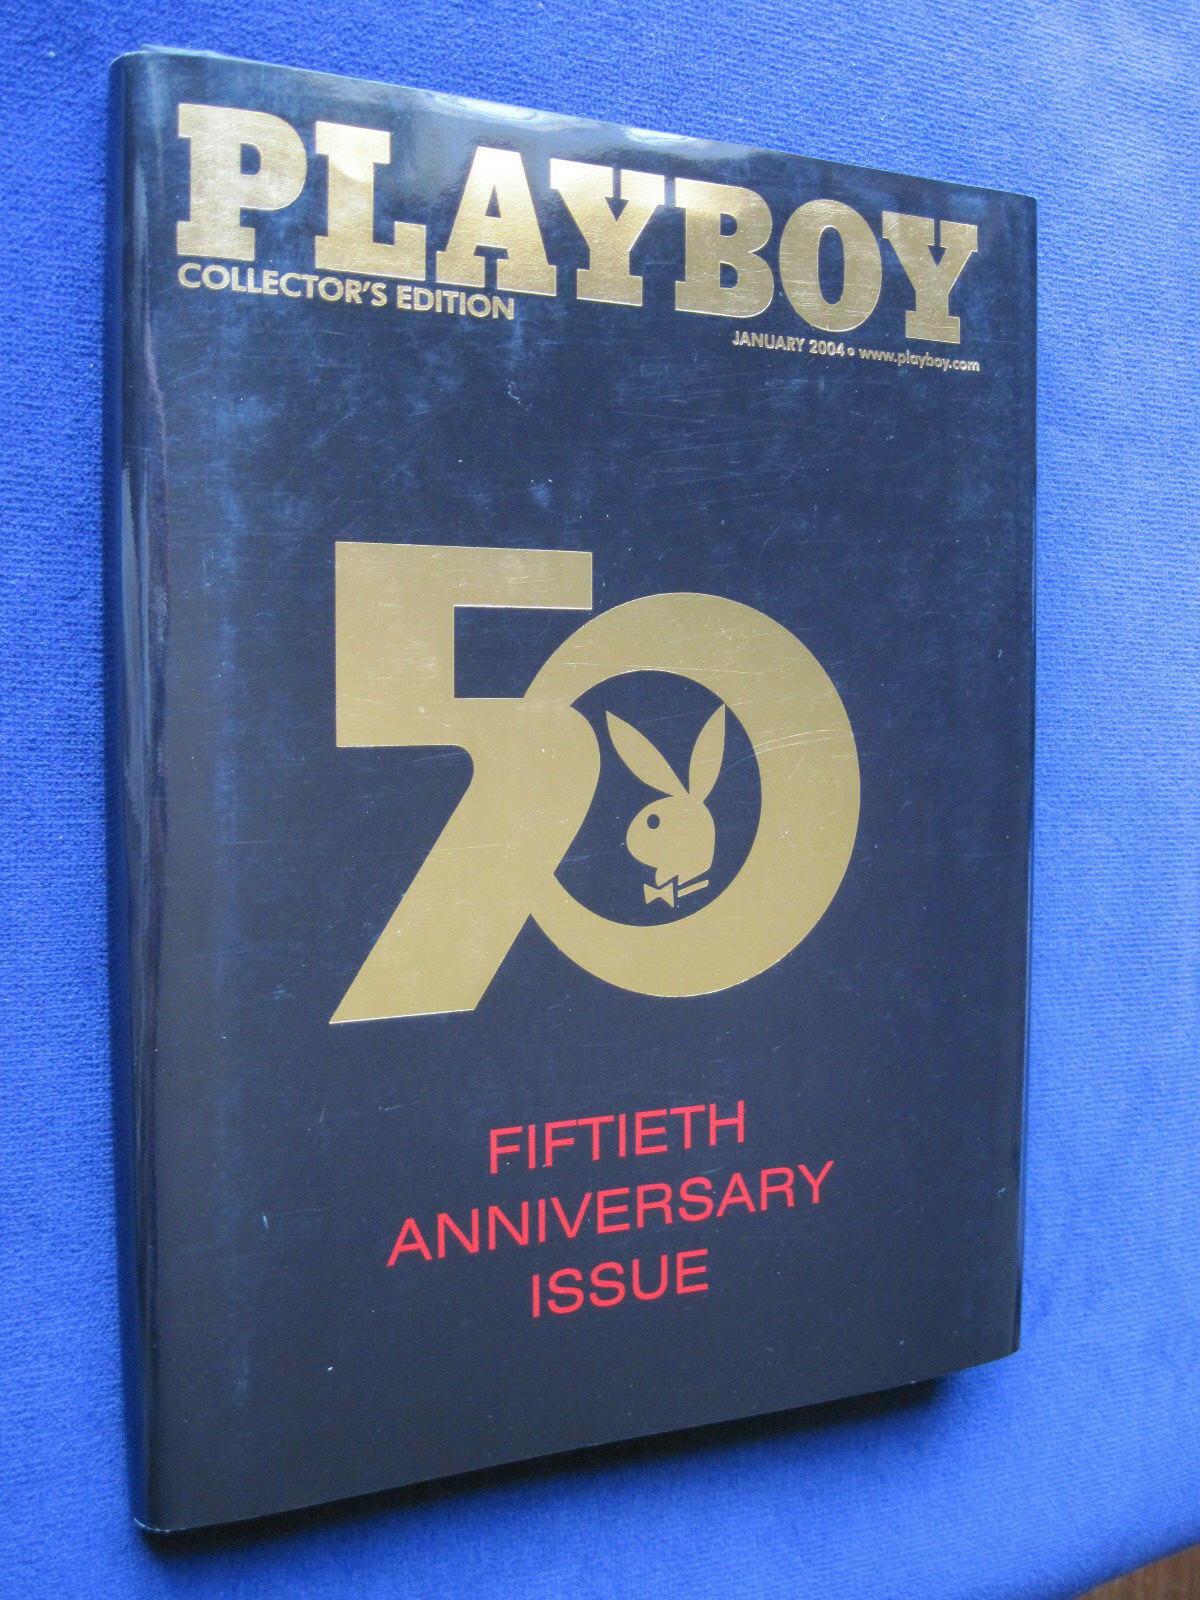 PLAYBOY
COLLECTOR'S EDITION
JANUARY 2004 • www.playboy.com
50
FIFTIETH
ANNIVERSARY
ISSUE